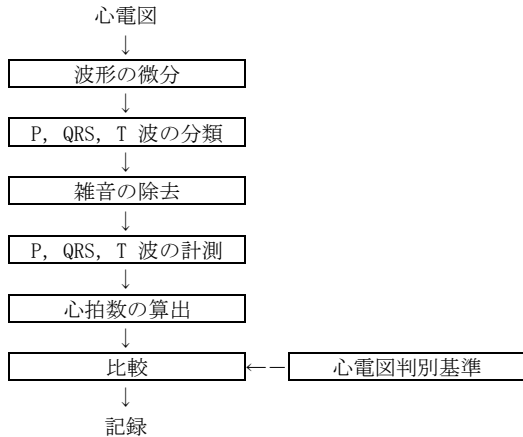 心電図
↓
波形の微分
↓
P, QRS, T 波の分類
↓
雑音の除去
↓
P, QRS, T 波の計測
↓
心拍数の算出
↓
比較 ←− 心電図判別基準
↓
記録